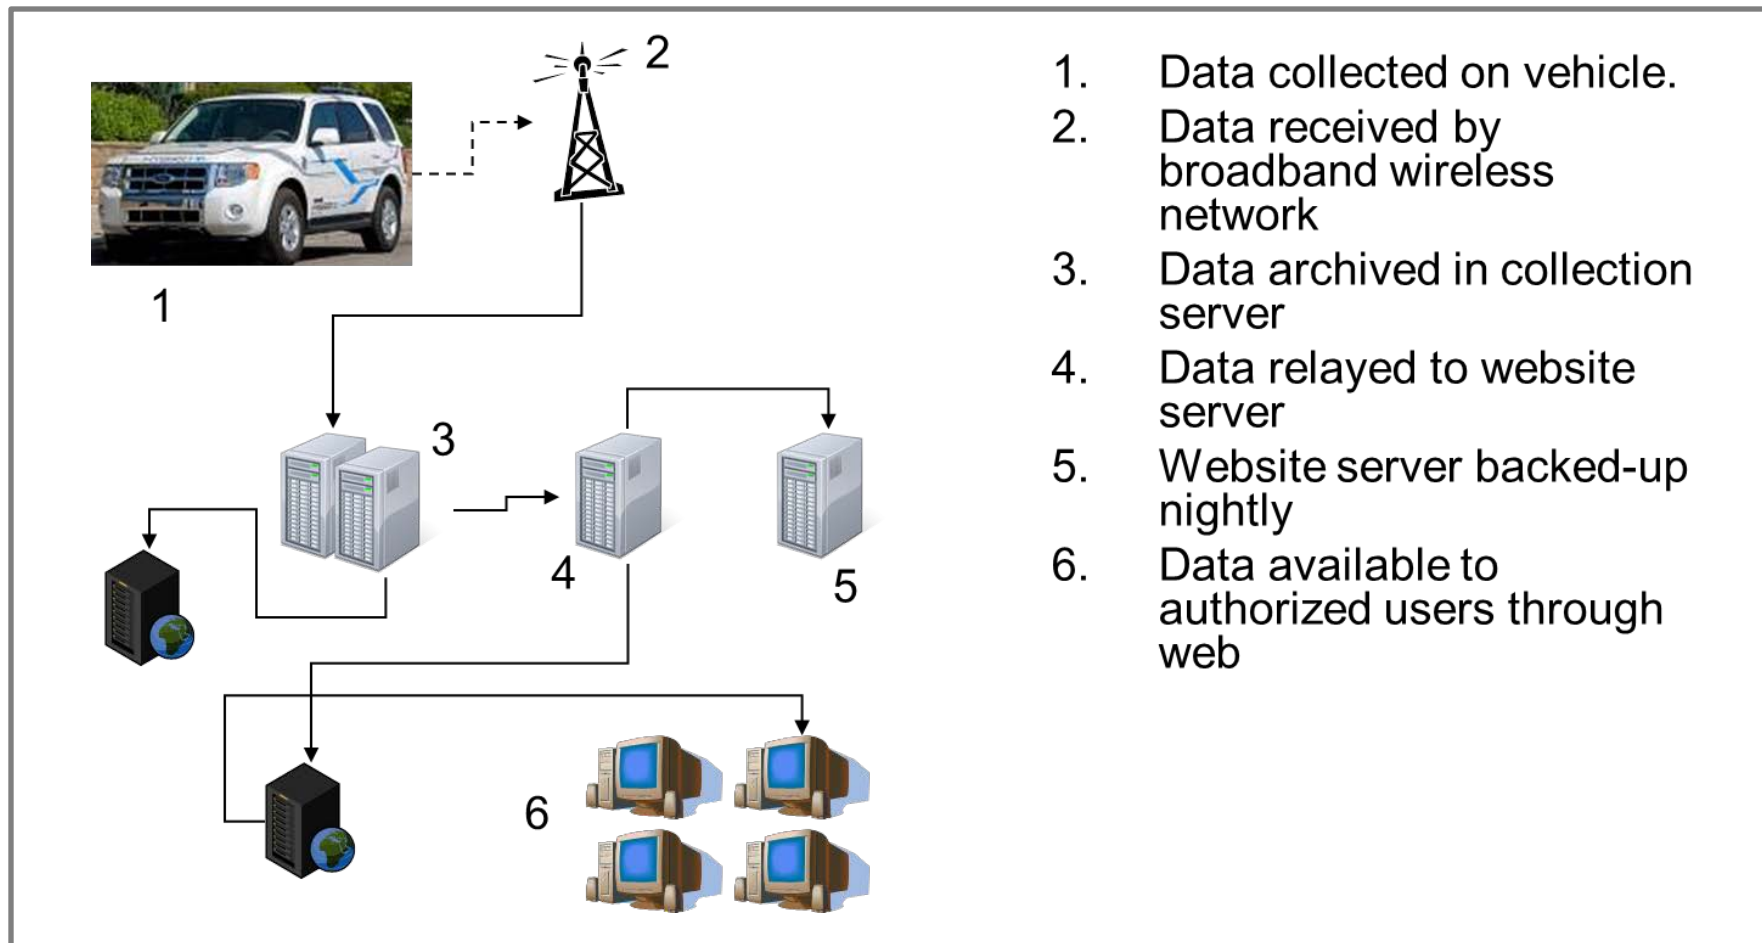 2
1
3
4
5
6
1. Data collected on vehicle.
2. Data received by
broadband wireless
network
3. Data archived in collection
server
4. Data relayed to website
server
5. Website server backed-up
nightly
6. Data available to
authorized users through
web